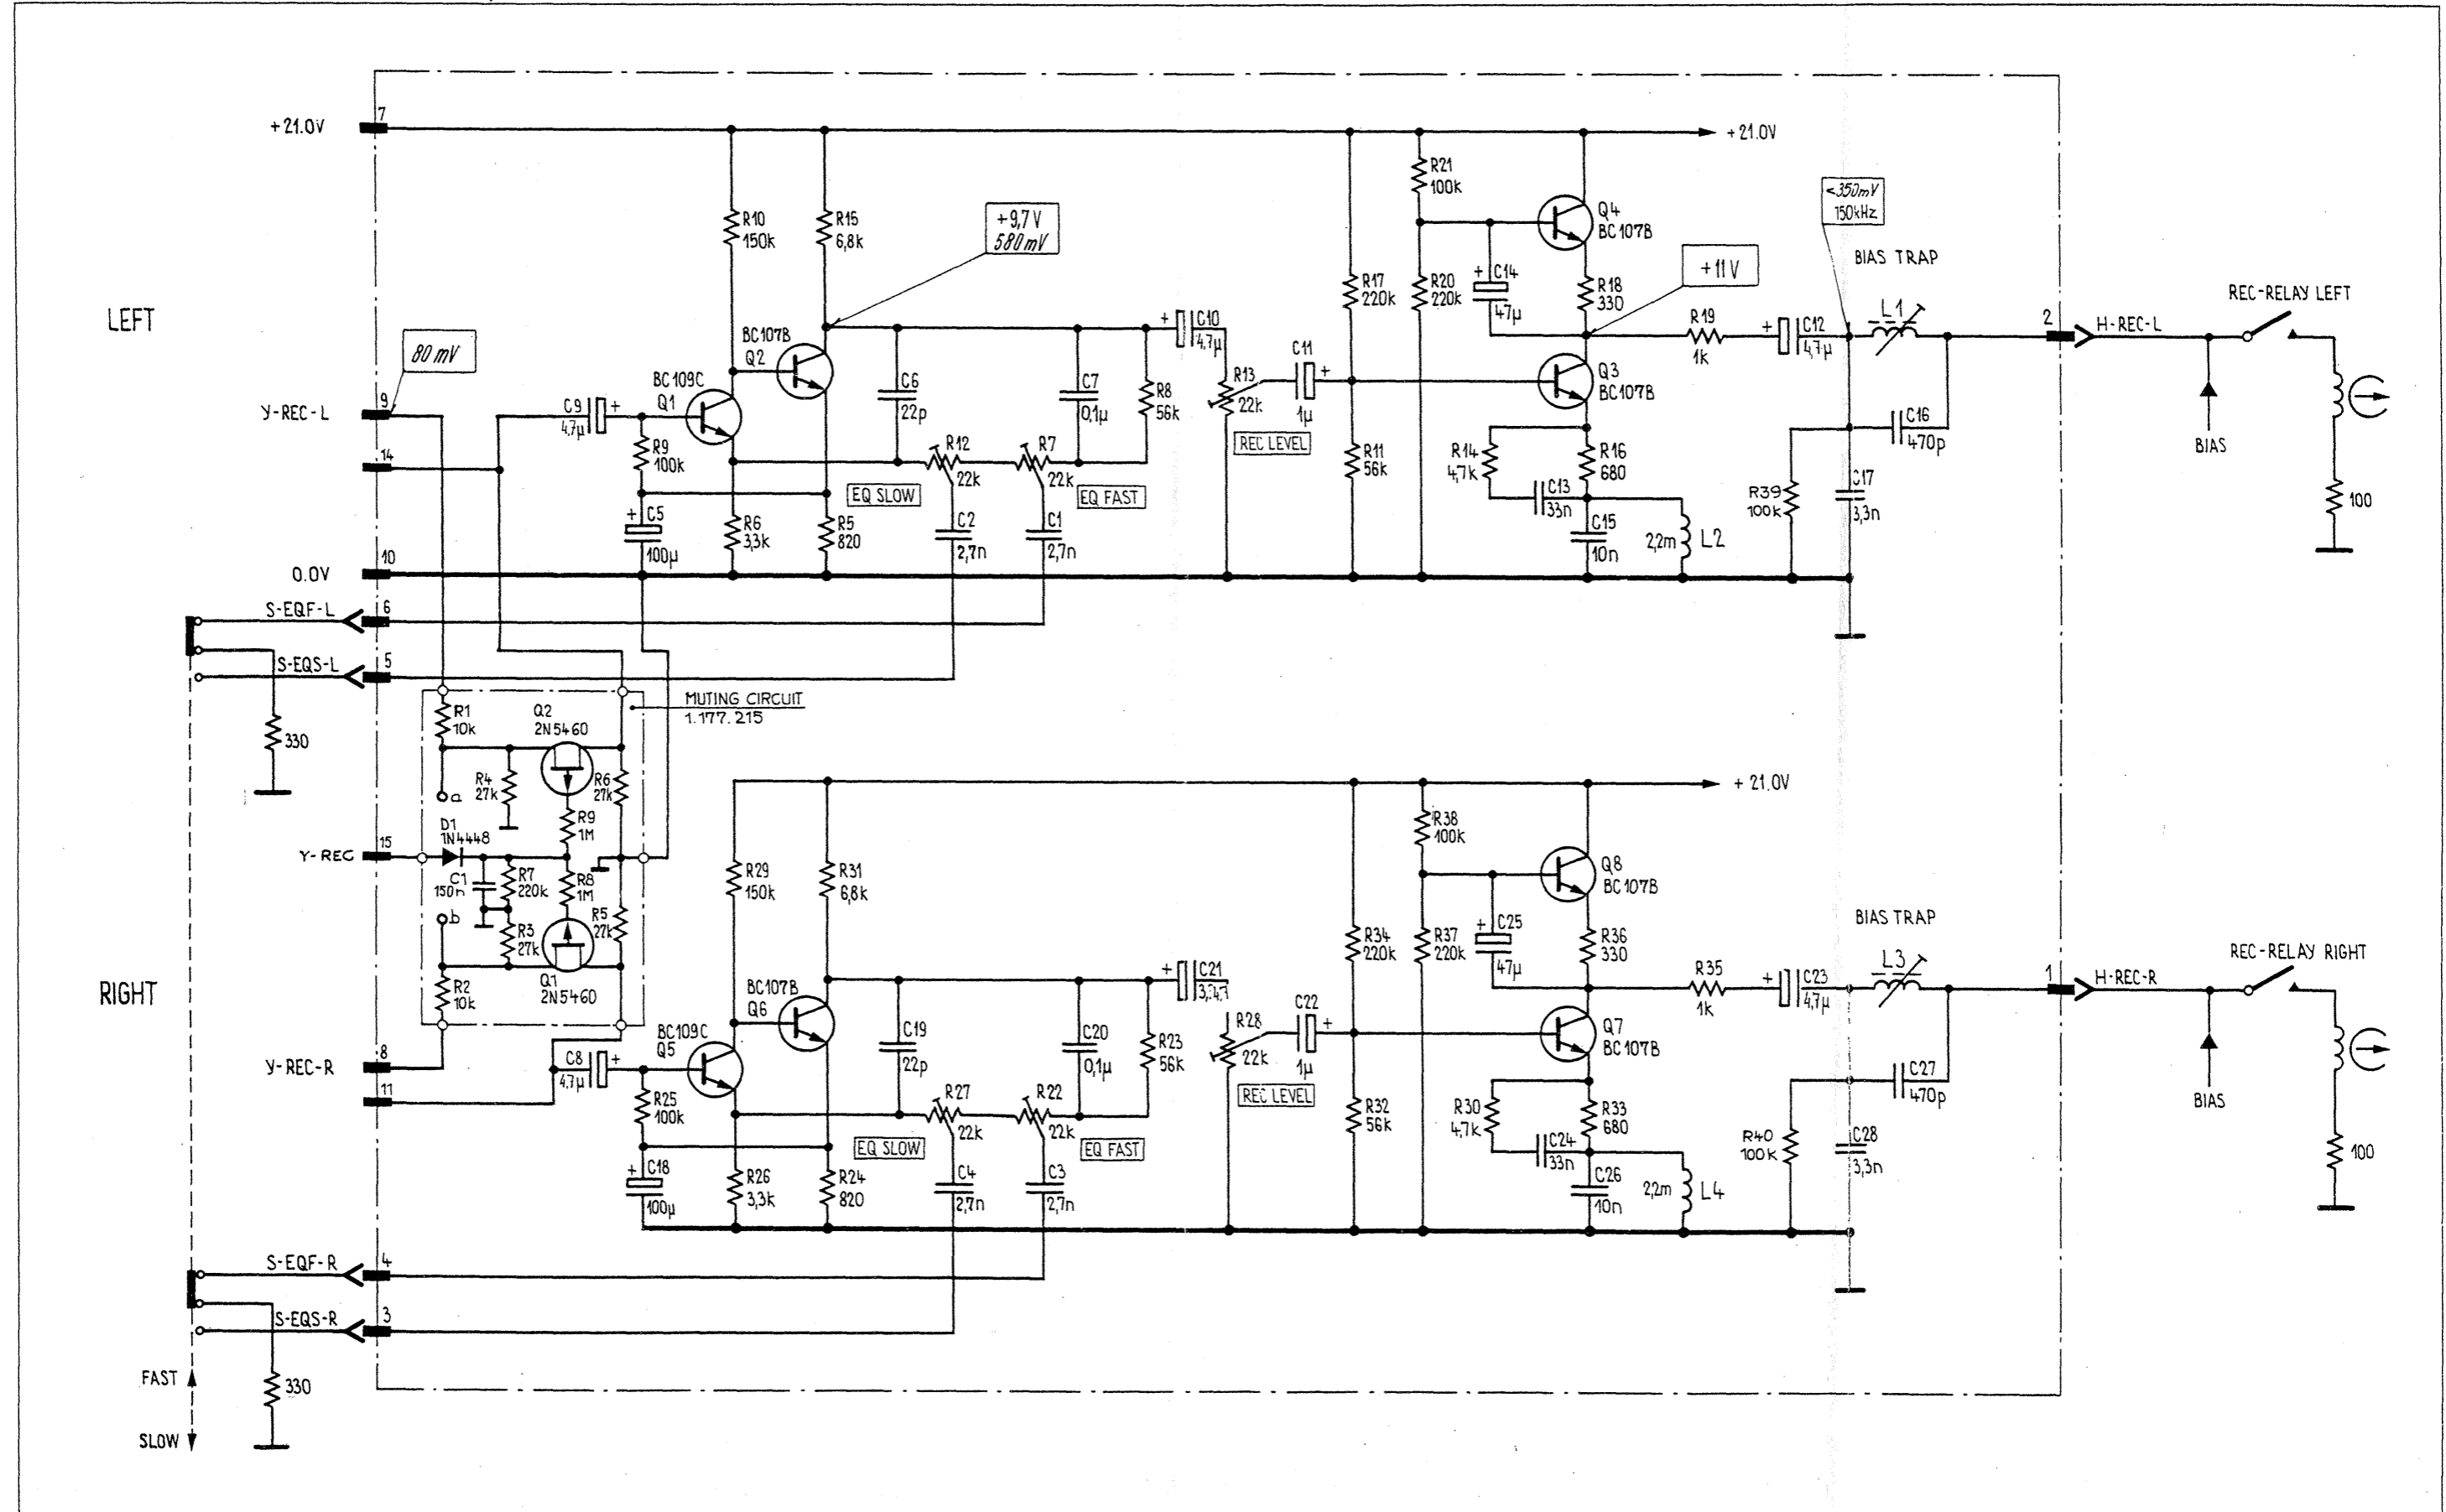 7
+21.0V
+21.0V
R10
150k
R15
6,8k
+9,7V
580mV
R21
100k
Q4
BC107B
<350mV
150kHz
BIAS TRAP
REC-RELAY LEFT
LEFT
80 mV
BC107B
Q2
BC109C
Q1
C10
4,7µ
R17
220k
R20
220k
C14
47µ
R18
330
+11V
R19
1k
C12
4,7µ
L1
2
H-REC-L
9
Y-REC-L
14
C9
4,7µ
R9
100k
C6
22p
C7
0,1µ
R8
56k
R13
22k
REC LEVEL
C11
1µ
Q3
BC107B
R12
22k
R7
22k
EQ SLOW
EQ FAST
R11
56k
R14
4,7k
R16
680
C13
33n
C15
10n
2,2m
L2
R39
100k
C16
470p
C17
3,3n
BIAS
100
C5
100µ
R6
3,3k
R5
820
C2
2,7n
C1
2,7n
10
0.0V
S-EQF-L
6
S-EQS-L
5
330
MUTING CIRCUIT
1.177.215
R1
10k
Q2
2N5460
R4
27k
R6
27k
a
R9
1M
D1
1N4448
15
Y-REC
C1
150n
R7
220k
R8
1M
b
R3
27k
R5
27k
R2
10k
Q1
2N5460
+21.0V
R29
150k
R31
6,8k
R38
100k
Q8
BC107B
BIAS TRAP
REC-RELAY RIGHT
RIGHT
BC107B
Q6
BC109C
Q5
C21
R34
220k
R37
220k
C25
47µ
R36
330
R35
1k
C23
4,7µ
L3
1
H-REC-R
8
Y-REC-R
11
C8
4,7µ
R25
100k
C19
22p
C20
0,1µ
R23
56k
R28
22k
REC LEVEL
C22
1µ
Q7
BC107B
R27
22k
R22
22k
EQ SLOW
EQ FAST
R32
56k
R30
4,7k
R33
680
C24
33n
C26
10n
2,2m
L4
R40
100k
C27
470p
C28
3,3n
BIAS
100
C18
100µ
R26
3,3k
R24
820
C4
2,7n
C3
2,7n
S-EQF-R
4
S-EQS-R
3
FAST
330
SLOW